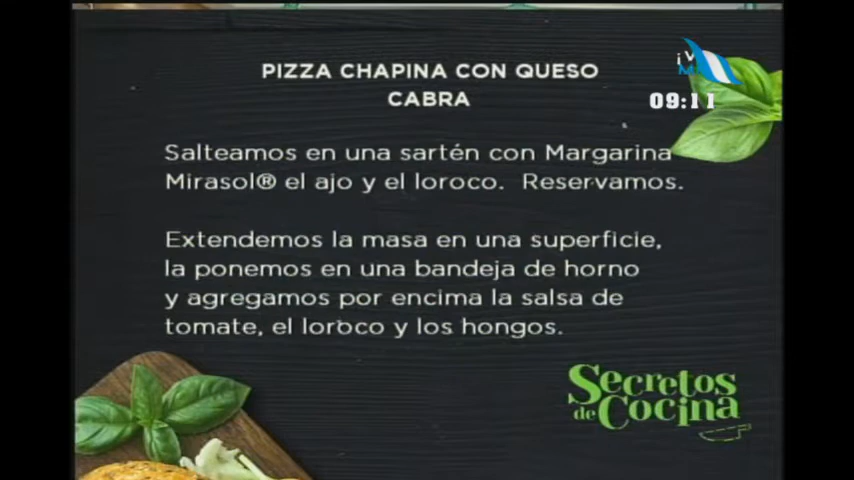 PIZZA CHAPINA CON QUESO
CABRA
09:11
Salteamos en una sartén con Margarina
Mirasol® el ajo y el loroco. Reservamos.
Extendemos la masa en una superficie,
la ponemos en una bandeja de horno
y agregamos por encima la salsa de
tomate, el loroco y los hongos.
Secretos
de Cocina